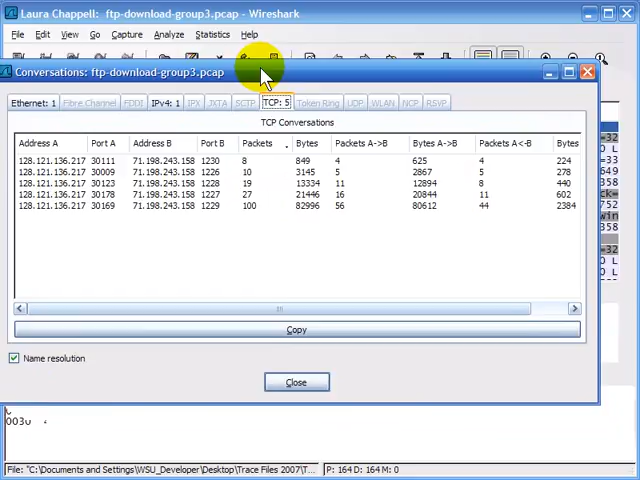 Laura Chappell: ftp-download-group3.pcap - Wireshark
File Edit View Go Capture Analyze Statistics Help
Conversations: ftp-download-group3.pcap
Ethernet: 1 Fibre Channel FDDI IPv4: 1 IPX JXTA SCTP TCP: 5 Token Ring UDP WLAN NCP RSVP
TCP Conversations
Address A Port A Address B Port B Packets Bytes Packets A->B Bytes A->B Packets A<-B Bytes
128.121.136.217 30111 71.198.243.158 1230 8 849 4 625 4 224
128.121.136.217 30009 71.198.243.158 1226 10 3145 5 2867 5 278
128.121.136.217 30123 71.198.243.158 1228 19 13334 11 12894 8 440
128.121.136.217 30178 71.198.243.158 1227 27 21446 16 20844 11 602
128.121.136.217 30169 71.198.243.158 1229 100 82996 56 80612 44 2384
Copy
Name resolution
Close
File: "C:\Documents and Settings\WSU_Developer\Desktop\Trace Files 2007\T... P: 164 D: 164 M: 0